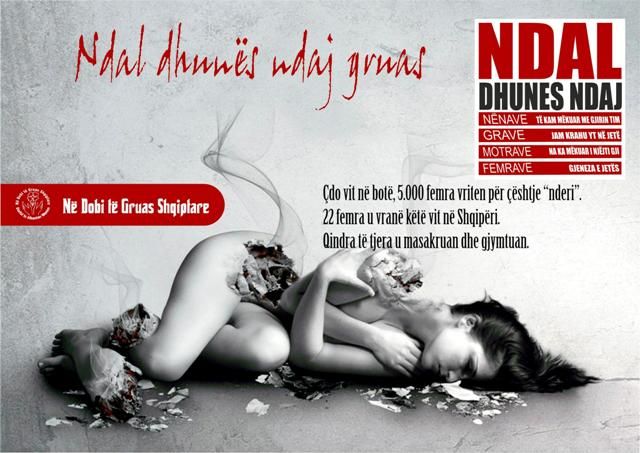 Ndal dhunës ndaj gruas
NDAL
DHUNES NDAJ
NËNAVE TË KAM MËKUAR ME GJIRIN TIM
GRAVE JAM KRAHU YT NË JETË
MOTRAVE NA KA MËKUAR I NJËJTI GJI
FEMRAVE GJENEZA E JETËS
Në Dobi të Gruas Shqiptare
Çdo vit në botë, 5.000 femra vriten për çështje “nderi”.
22 femra u vranë këtë vit në Shqipëri.
Qindra të tjera u masakruan dhe gjymtuan.